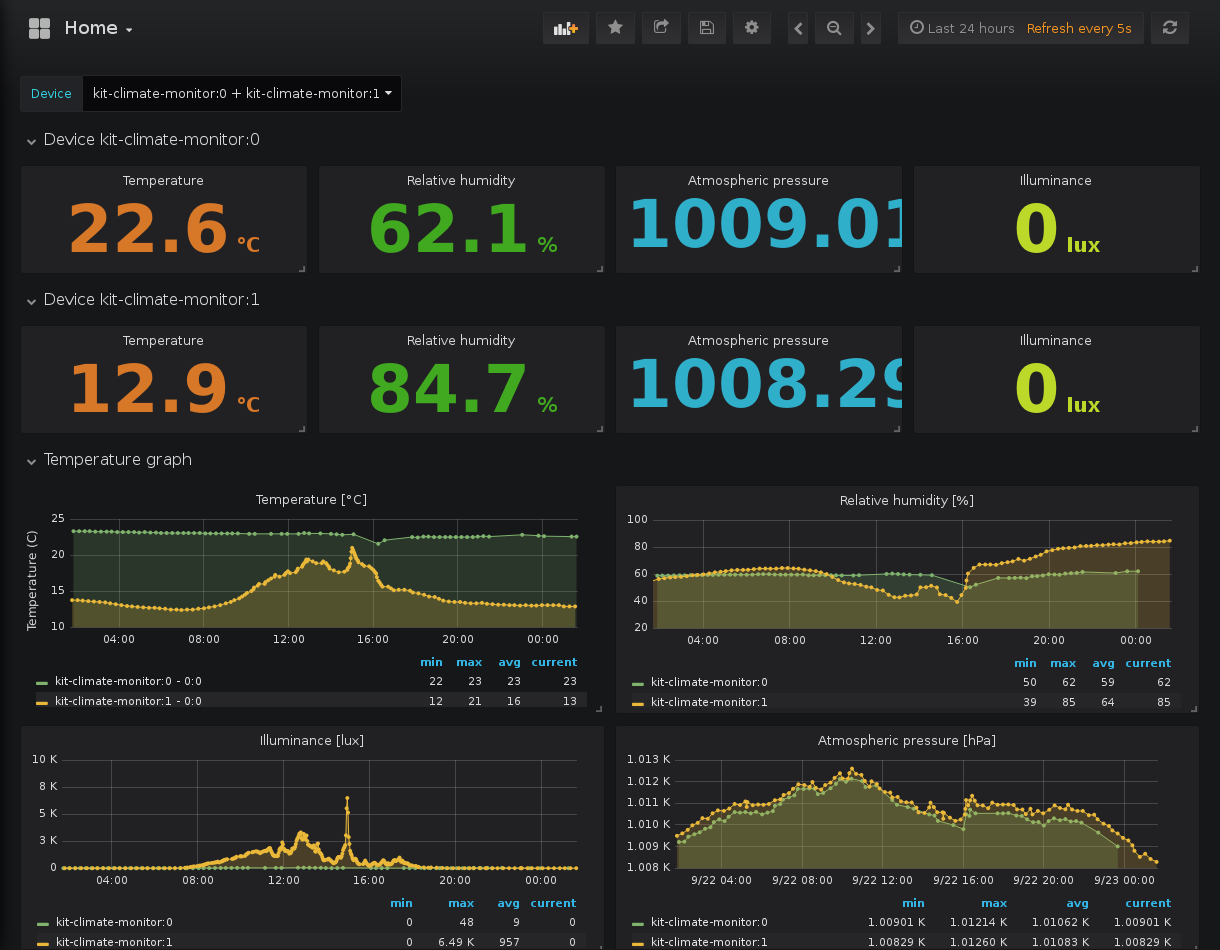 Home
Last 24 hours Refresh every 5s
Device kit-climate-monitor:0 + kit-climate-monitor:1
Device kit-climate-monitor:0
Temperature Relative humidity Atmospheric pressure Illuminance
22.6 °C 62.1 % 1009.01 0 lux
Device kit-climate-monitor:1
Temperature Relative humidity Atmospheric pressure Illuminance
12.9 °C 84.7 % 1008.29 0 lux
Temperature graph
Temperature [°C]
Temperature (C)
25
20
15
10
04:00 08:00 12:00 16:00 20:00 00:00
min max avg current
kit-climate-monitor:0 - 0:0 22 23 23 23
kit-climate-monitor:1 - 0:0 12 21 16 13
Relative humidity [%]
100
80
60
40
20
04:00 08:00 12:00 16:00 20:00 00:00
min max avg current
kit-climate-monitor:0 50 62 59 62
kit-climate-monitor:1 39 85 64 85
Illuminance [lux]
10 K
8 K
5 K
3 K
0
04:00 08:00 12:00 16:00 20:00 00:00
min max avg current
kit-climate-monitor:0 0 48 9 0
kit-climate-monitor:1 0 6.49 K 957 0
Atmospheric pressure [hPa]
1.013 K
1.012 K
1.011 K
1.010 K
1.009 K
1.008 K
9/22 04:00 9/22 08:00 9/22 12:00 9/22 16:00 9/22 20:00 9/23 00:00
min max avg current
kit-climate-monitor:0 1.00901 K 1.01214 K 1.01062 K 1.00901 K
kit-climate-monitor:1 1.00829 K 1.01260 K 1.01083 K 1.00829 K